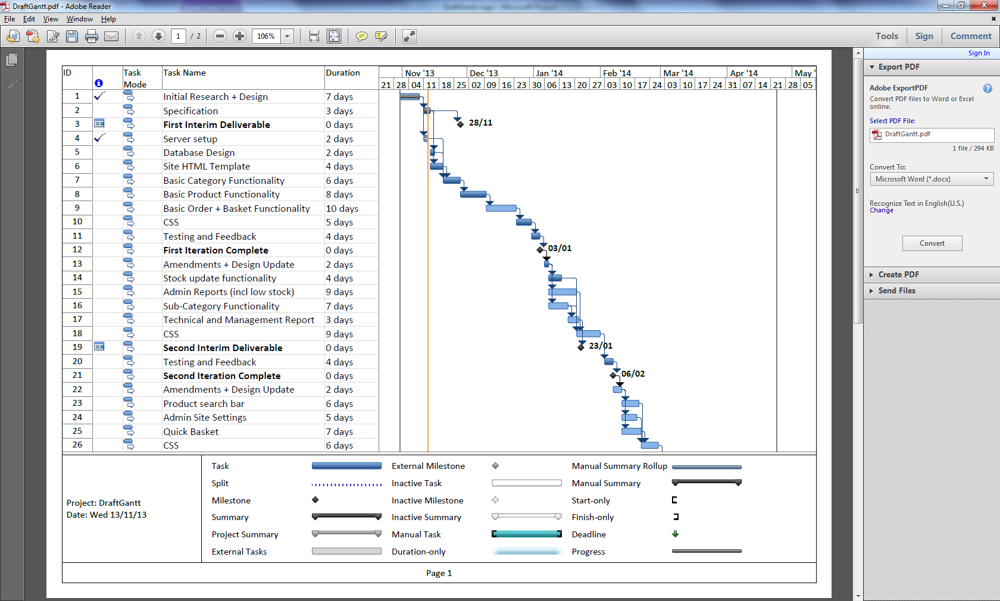 DraftGantt.pdf - Adobe Reader
File Edit View Window Help
1 / 2 106%
Tools Sign Comment
Sign In
Export PDF
Adobe ExportPDF
Convert PDF files to Word or Excel
online.
Select PDF File:
DraftGantt.pdf
1 file / 294 KB
Convert To:
Microsoft Word (*.docx)
Recognize Text in English(U.S.)
Change
Convert
Create PDF
Send Files
ID Task Mode Task Name Duration
Nov '13 Dec '13 Jan '14 Feb '14 Mar '14 Apr '14 May '
21 28 04 11 18 25 02 09 16 23 30 06 13 20 27 03 10 17 24 03 10 17 24 31 07 14 21 28 05
1 Initial Research + Design 7 days
2 Specification 3 days
3 First Interim Deliverable 0 days 28/11
4 Server setup 2 days
5 Database Design 2 days
6 Site HTML Template 4 days
7 Basic Category Functionality 6 days
8 Basic Product Functionality 8 days
9 Basic Order + Basket Functionality 10 days
10 CSS 5 days
11 Testing and Feedback 4 days
12 First Iteration Complete 0 days 03/01
13 Amendments + Design Update 2 days
14 Stock update functionality 4 days
15 Admin Reports (incl low stock) 9 days
16 Sub-Category Functionality 7 days
17 Technical and Management Report 3 days
18 CSS 9 days
19 Second Interim Deliverable 0 days 23/01
20 Testing and Feedback 4 days
21 Second Iteration Complete 0 days 06/02
22 Amendments + Design Update 2 days
23 Product search bar 6 days
24 Admin Site Settings 5 days
25 Quick Basket 7 days
26 CSS 6 days
Project: DraftGantt
Date: Wed 13/11/13
Task External Milestone Manual Summary Rollup
Split Inactive Task Manual Summary
Milestone Inactive Milestone Start-only
Summary Inactive Summary Finish-only
Project Summary Manual Task Deadline
External Tasks Duration-only Progress
Page 1